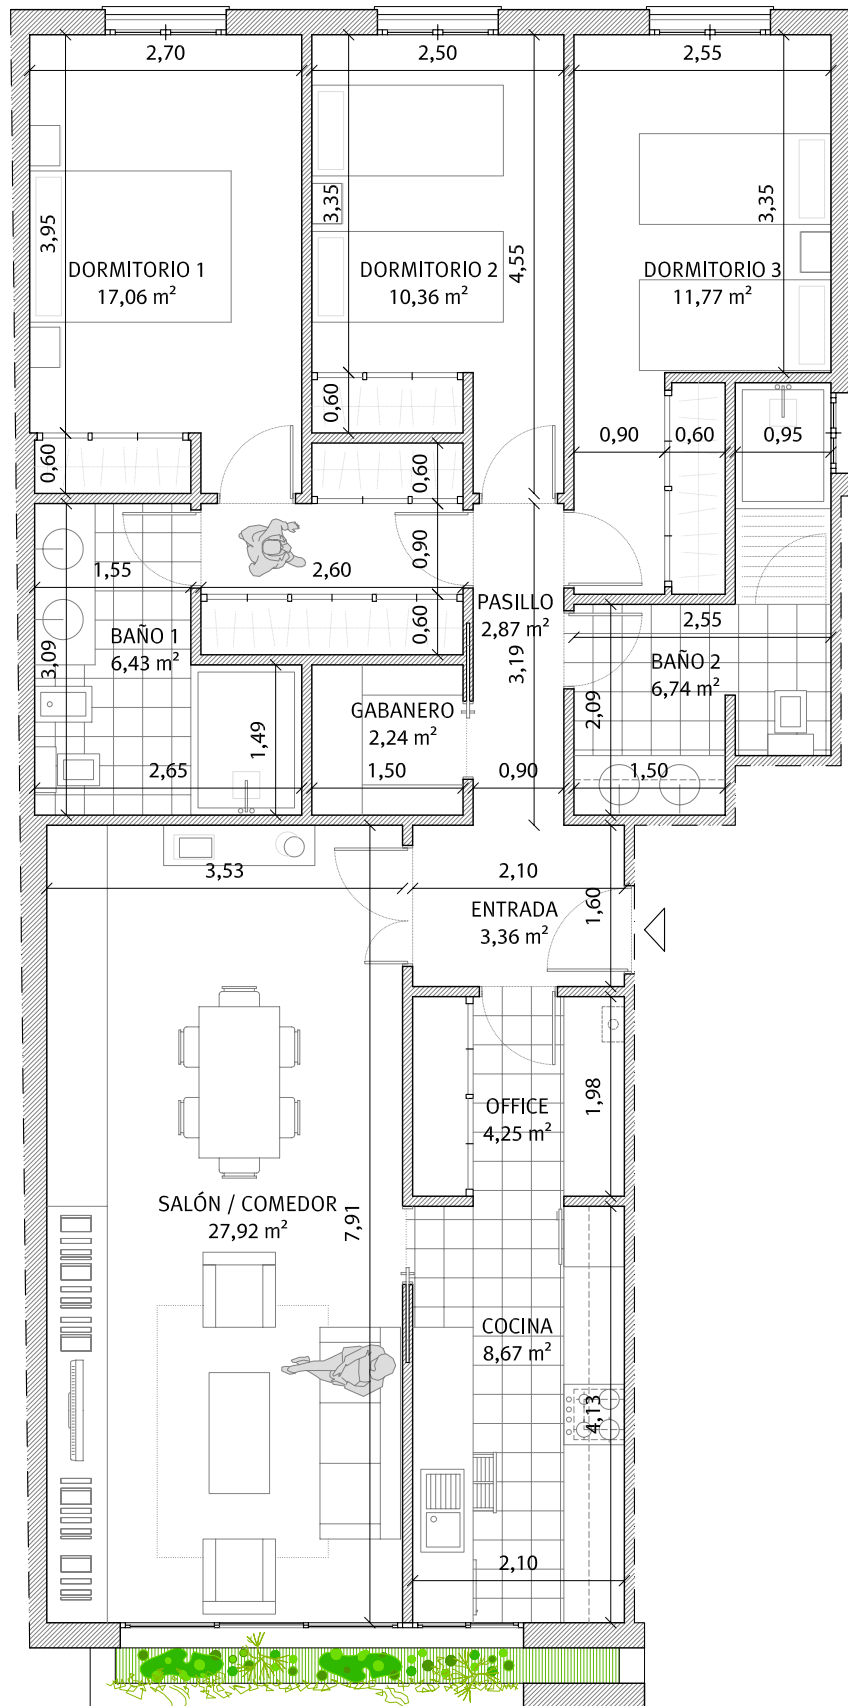 2,70
2,50
2,55
3,95
3,35
4,55
3,35
DORMITORIO 1
17,06 m²
DORMITORIO 2
10,36 m²
DORMITORIO 3
11,77 m²
0,60
0,60
0,60
0,90
0,60
0,95
1,55
2,60
0,90
0,60
PASILLO
2,87 m²
3,19
BAÑO 1
6,43 m²
3,09
2,55
BAÑO 2
6,74 m²
2,09
GABANERO
2,24 m²
1,49
2,65
1,50
0,90
1,50
3,53
2,10
ENTRADA
3,36 m²
1,60
OFFICE
4,25 m²
1,98
SALÓN / COMEDOR
27,92 m²
7,91
COCINA
8,67 m²
4,13
2,10